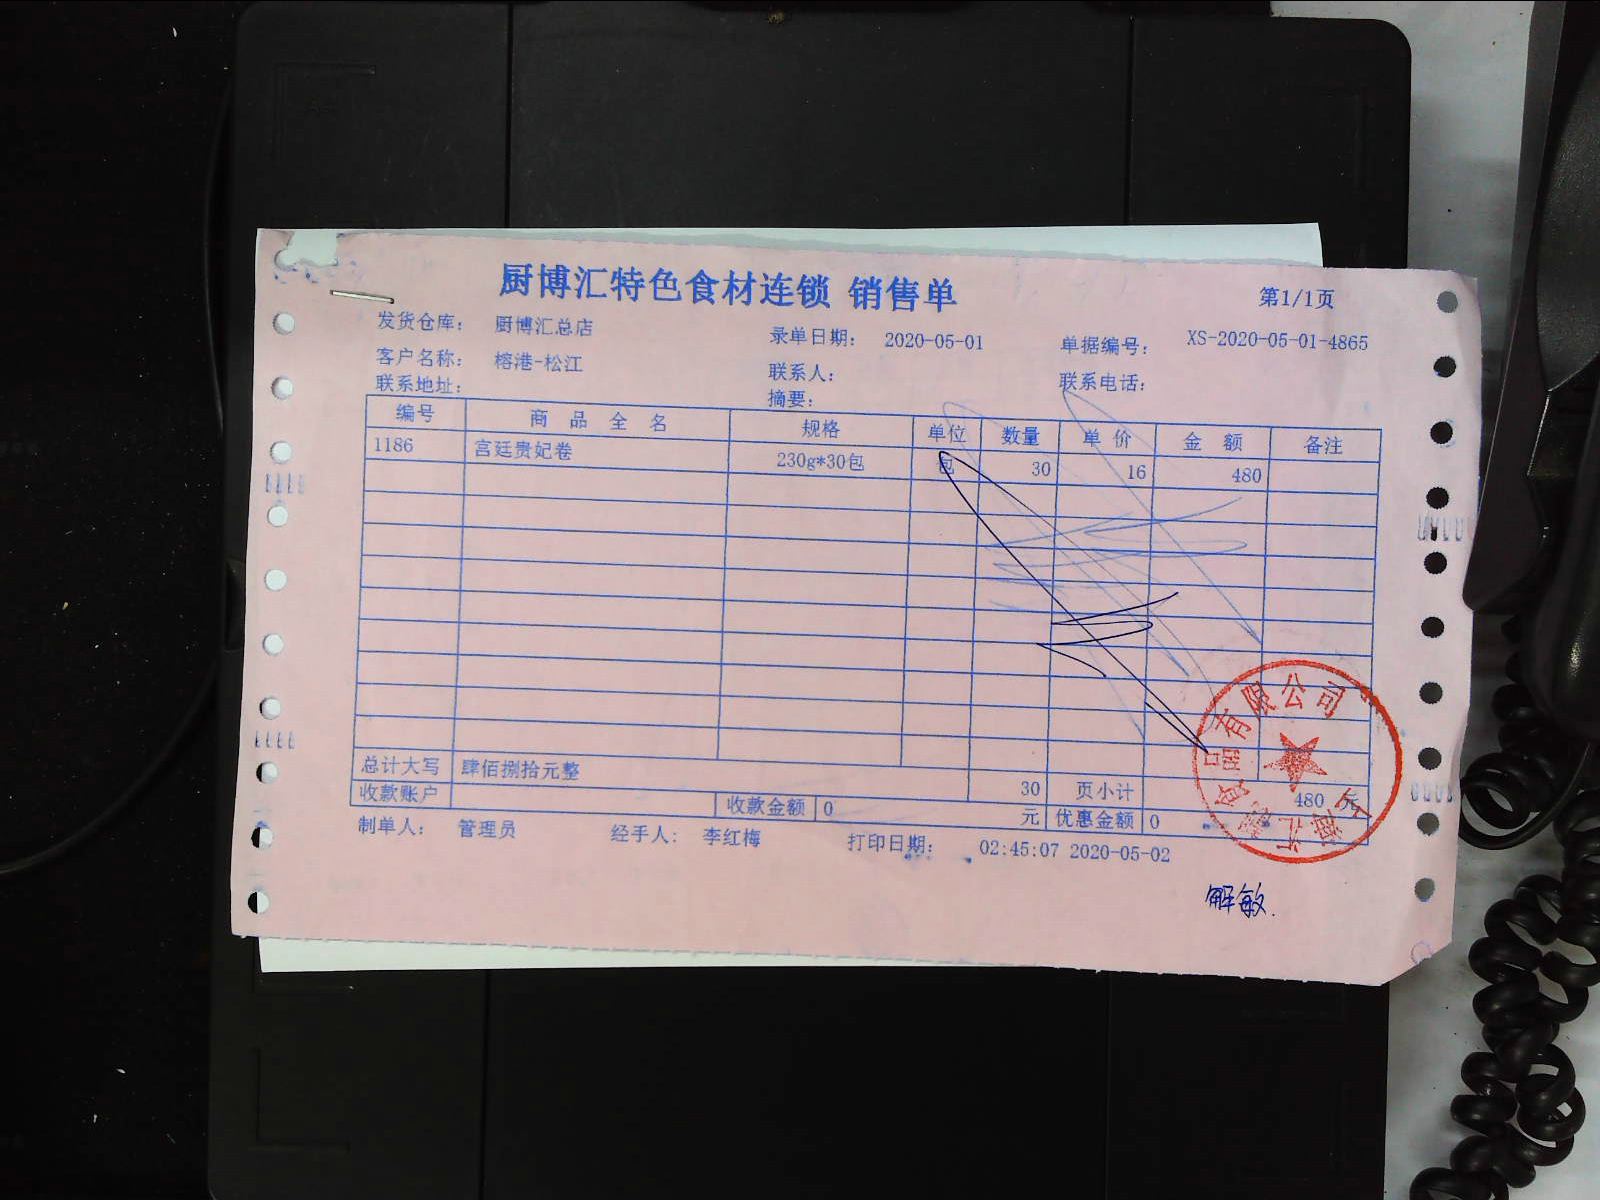 厨博汇特色食材连锁 销售单
第1/1页
发货仓库： 厨博汇总店 录单日期： 2020-05-01 单据编号： XS-2020-05-01-4865
客户名称： 榕港-松江 联系人： 联系电话：
联系地址： 摘要：
编号 商 品 全 名 规格 单位 数量 单 价 金 额 备注
1186 宫廷贵妃卷 230g*30包 包 30 16 480
总计大写 肆佰捌拾元整 30 页小计 480 元
收款账户 收款金额 0 元 优惠金额 0
制单人： 管理员 经手人： 李红梅 打印日期： 02:45:07 2020-05-02
解敏.
食品有限公司